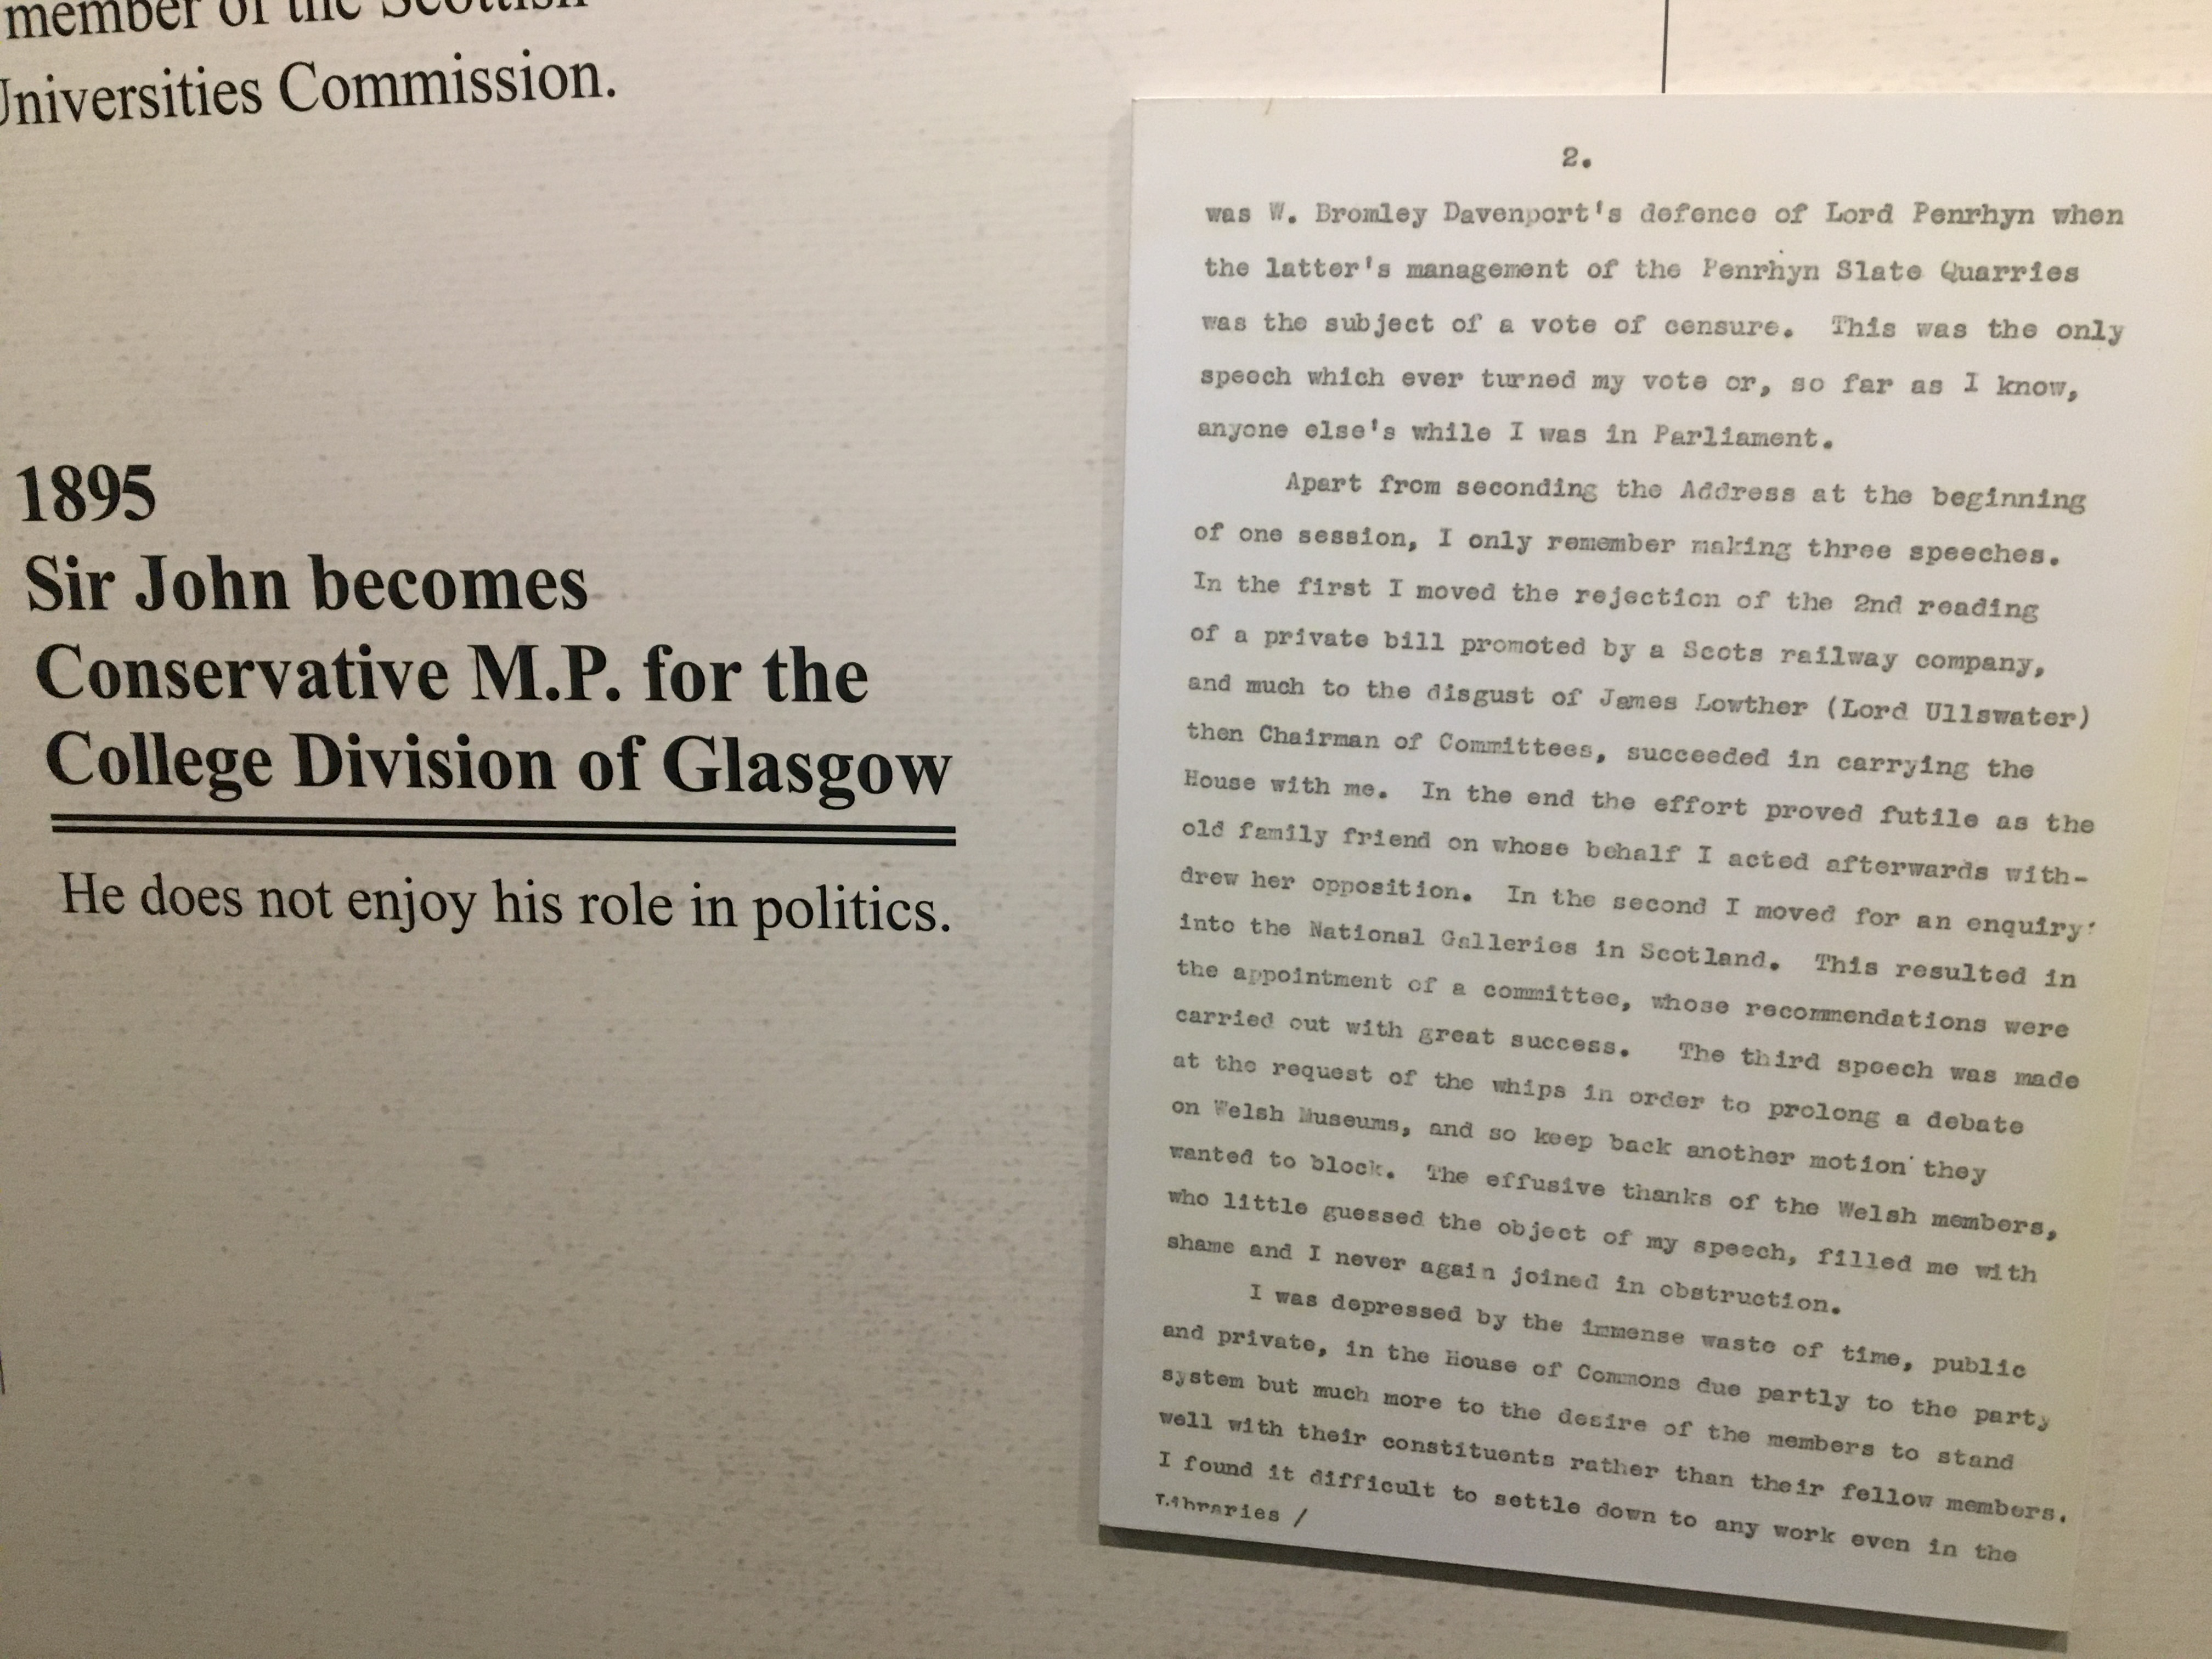 member of the Scottish
Universities Commission.
1895
Sir John becomes
Conservative M.P. for the
College Division of Glasgow
He does not enjoy his role in politics.
2.
was W. Bromley Davenport's defence of Lord Penrhyn when
the latter's management of the Penrhyn Slate Quarries
was the subject of a vote of censure. This was the only
speech which ever turned my vote or, so far as I know,
anyone else's while I was in Parliament.
Apart from seconding the Address at the beginning
of one session, I only remember making three speeches.
In the first I moved the rejection of the 2nd reading
of a private bill promoted by a Scots railway company,
and much to the disgust of James Lowther (Lord Ullswater)
then Chairman of Committees, succeeded in carrying the
House with me. In the end the effort proved futile as the
old family friend on whose behalf I acted afterwards with-
drew her opposition. In the second I moved for an enquiry
into the National Galleries in Scotland. This resulted in
the appointment of a committee, whose recommendations were
carried out with great success. The third speech was made
at the request of the whips in order to prolong a debate
on Welsh Museums, and so keep back another motion they
wanted to block. The effusive thanks of the Welsh members,
who little guessed the object of my speech, filled me with
shame and I never again joined in obstruction.
I was depressed by the immense waste of time, public
and private, in the House of Commons due partly to the party
system but much more to the desire of the members to stand
well with their constituents rather than their fellow members.
I found it difficult to settle down to any work even in the
Libraries /